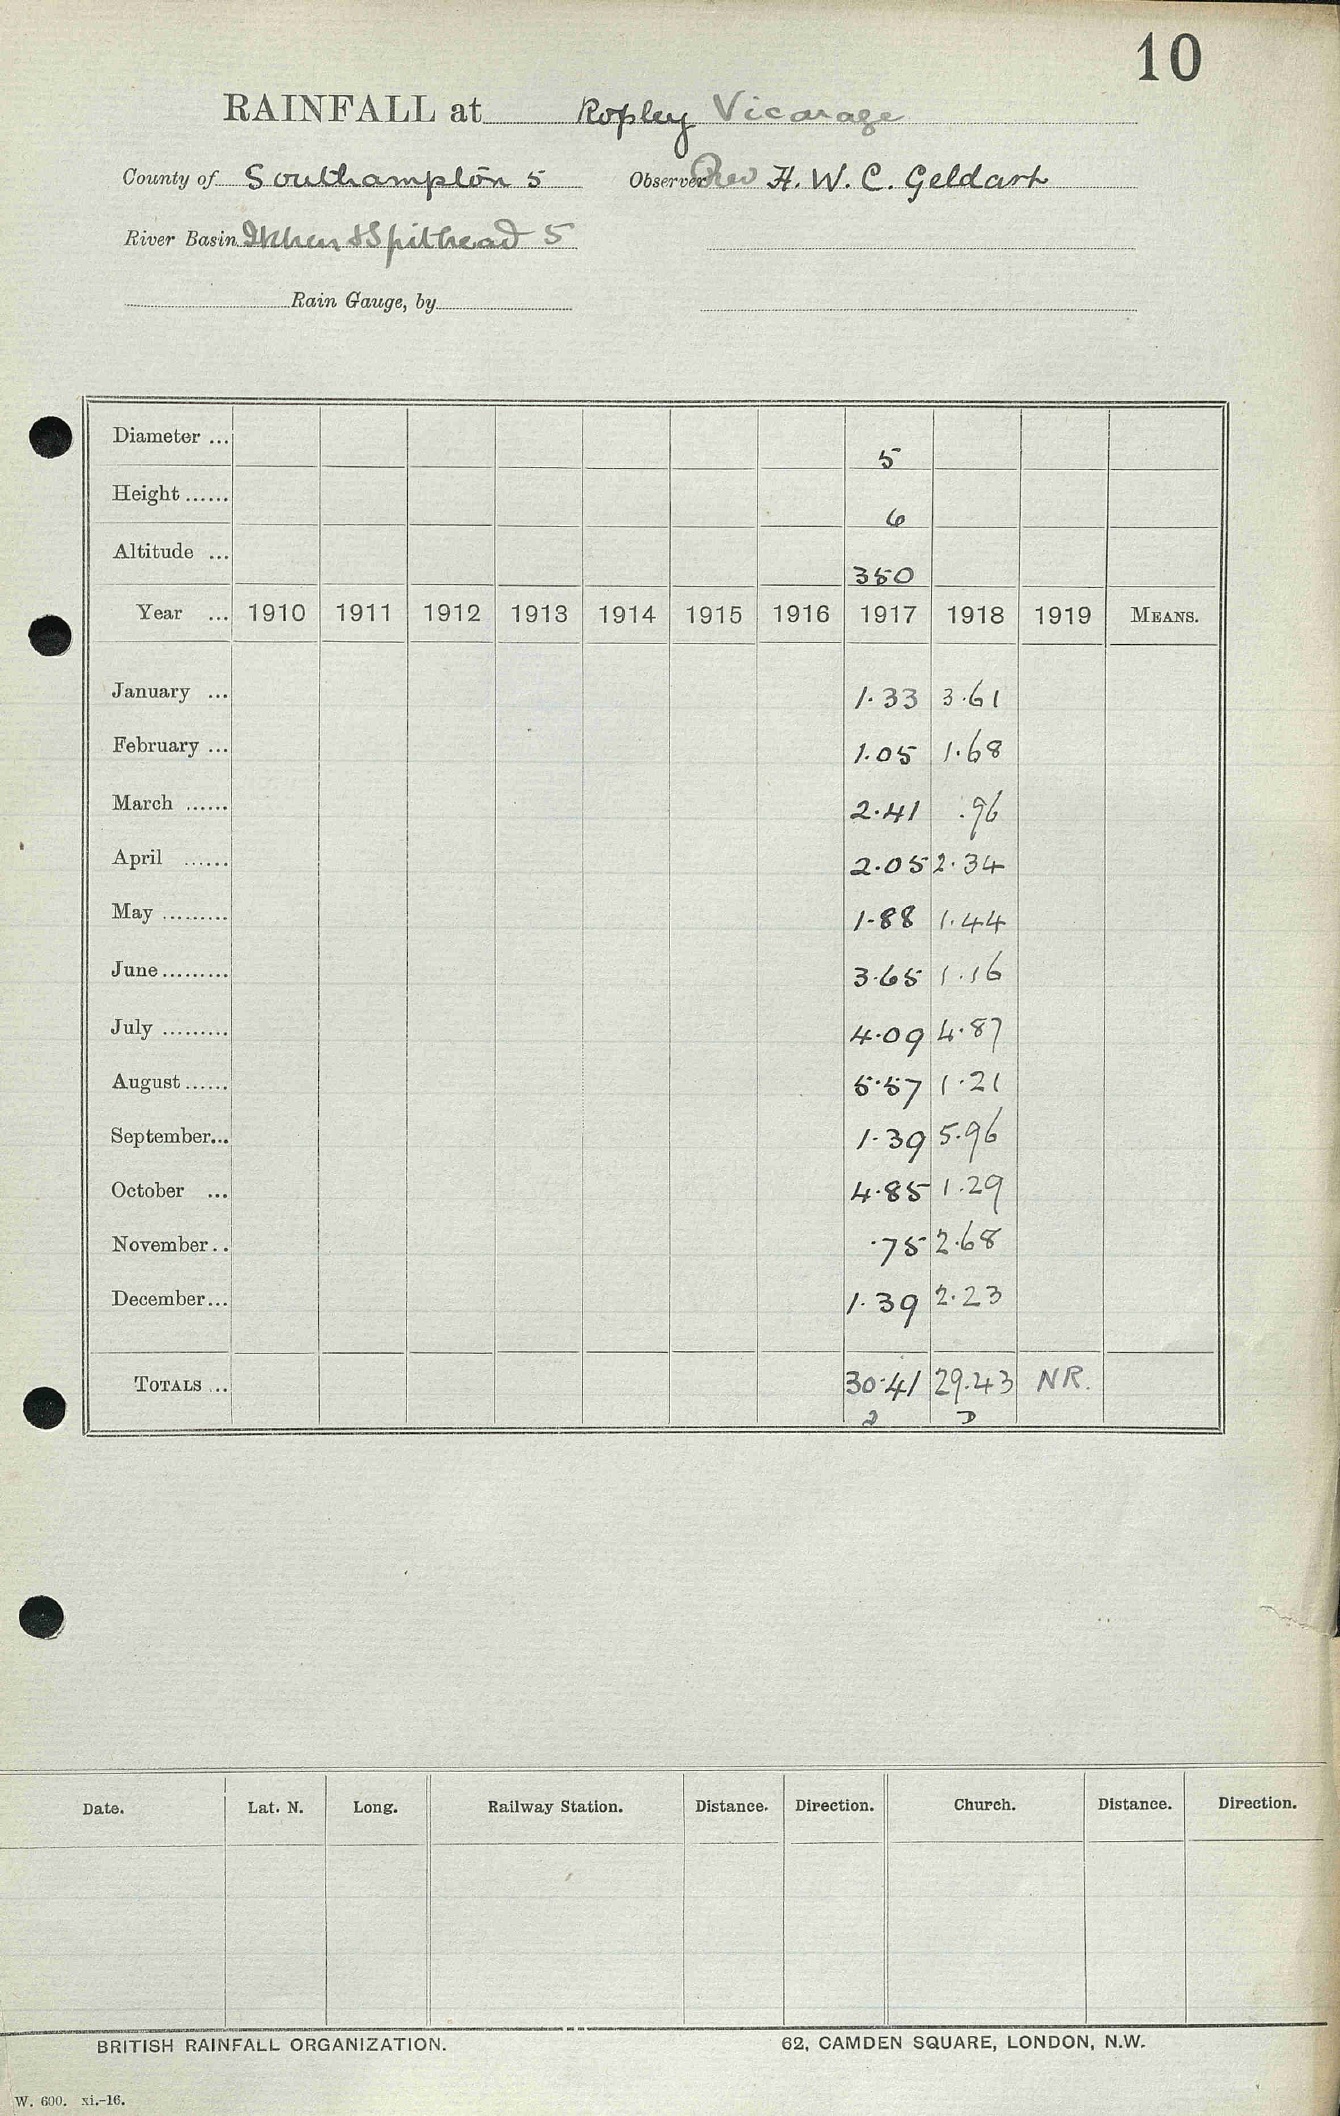 10
RAINFALL at Ropley Vicarage
County of Southampton 5 Observer Rev H. W. C. Geldart
River Basin Itchen & Spithead 5
Rain Gauge, by
Diameter ... 5
Height ...... 6
Altitude ... 350
Year ... 1910 1911 1912 1913 1914 1915 1916 1917 1918 1919 MEANS.
January ... 1.33 3.61
February ... 1.05 1.68
March ...... 2.41 .96
April ...... 2.05 2.34
May ......... 1.88 1.44
June ......... 3.65 1.16
July ......... 4.09 4.87
August ...... 5.57 1.21
September... 1.39 5.96
October ... 4.85 1.29
November.. .75 2.68
December... 1.39 2.23
TOTALS ... 30.41 29.43 NR.
D
Date. Lat. N. Long. Railway Station. Distance. Direction. Church. Distance. Direction.
BRITISH RAINFALL ORGANIZATION. 62, CAMDEN SQUARE, LONDON, N.W.
W. 600. xi.-16.